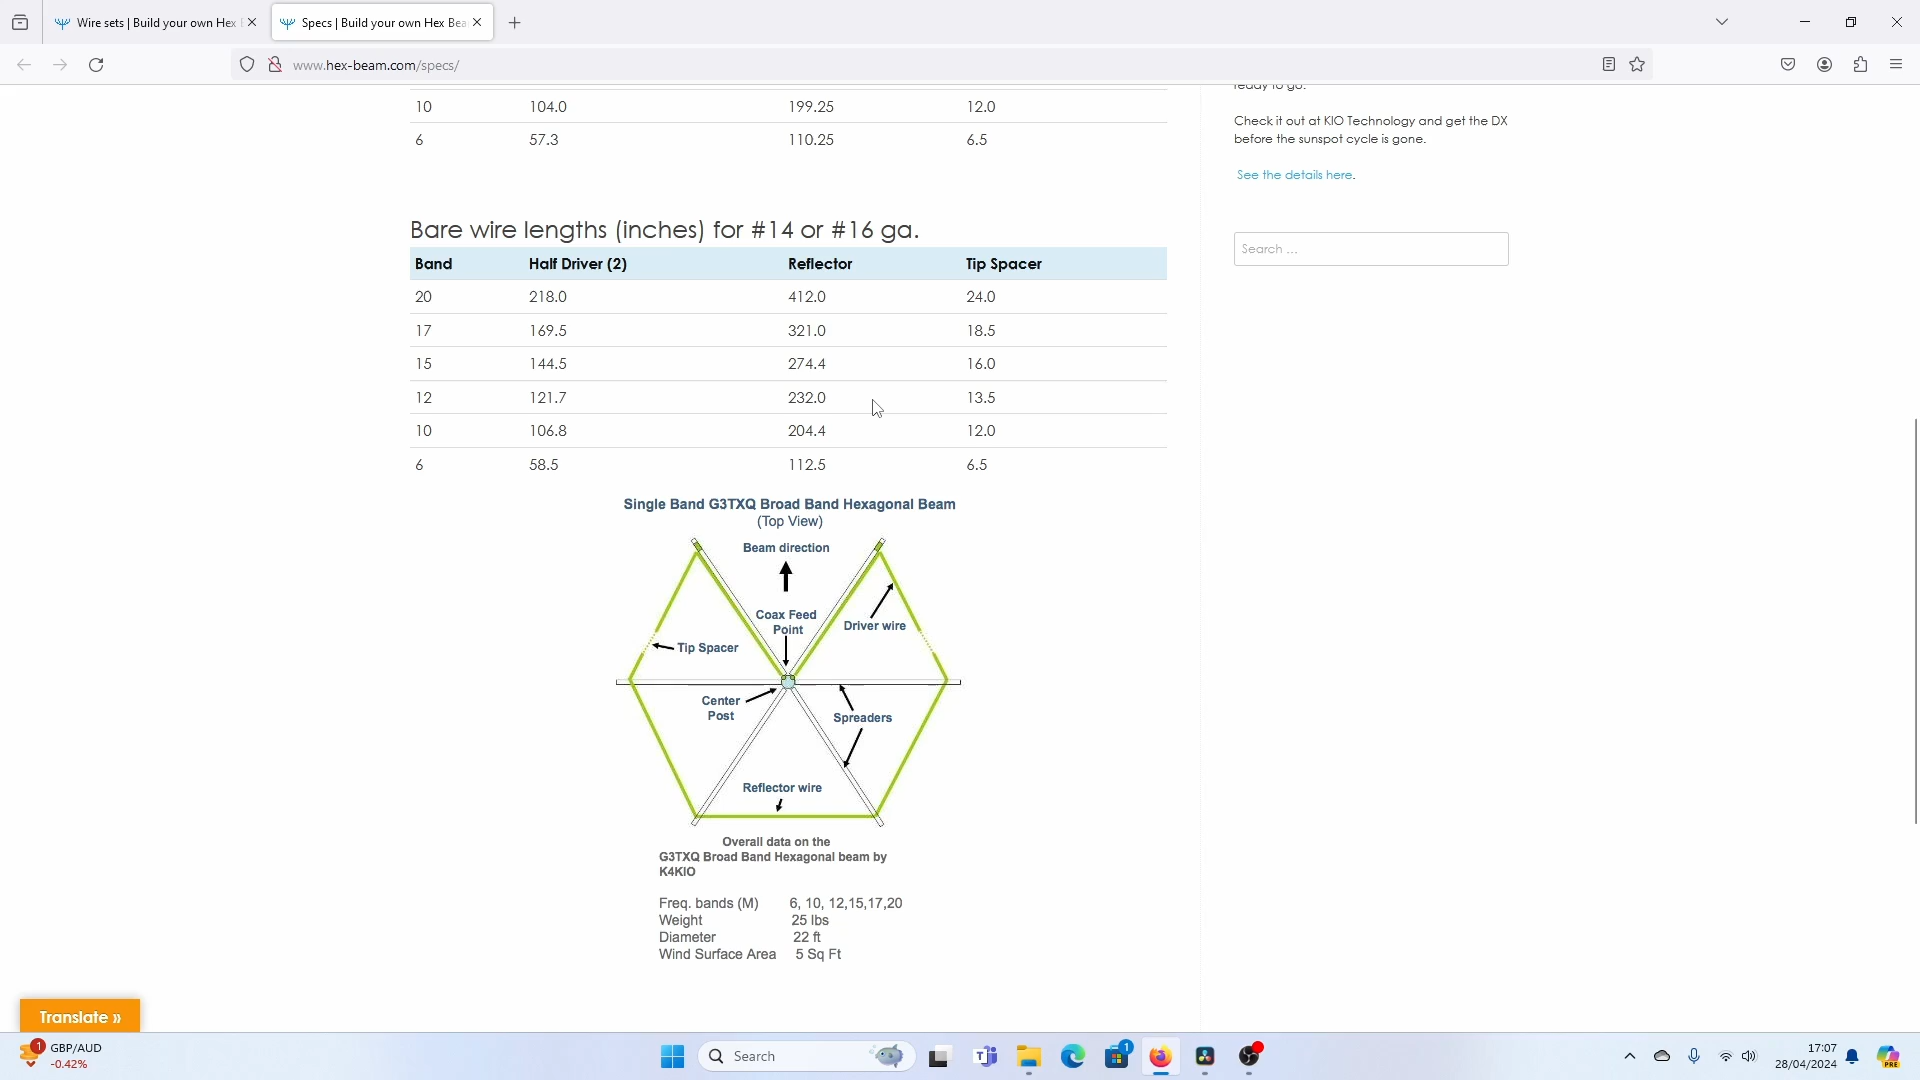 Wire sets | Build your own Hex
Specs | Build your own Hex Bea
www.hex-beam.com/specs/
10 104.0 199.25 12.0
6 57.3 110.25 6.5
ready to go.
Check it out at KIO Technology and get the DX
before the sunspot cycle is gone.
See the details here.
Search ...
Bare wire lengths (inches) for #14 or #16 ga.
Band Half Driver (2) Reflector Tip Spacer
20 218.0 412.0 24.0
17 169.5 321.0 18.5
15 144.5 274.4 16.0
12 121.7 232.0 13.5
10 106.8 204.4 12.0
6 58.5 112.5 6.5
Single Band G3TXQ Broad Band Hexagonal Beam
(Top View)
Beam direction
Coax Feed
Point
Driver wire
Tip Spacer
Center
Post
Spreaders
Reflector wire
Overall data on the
G3TXQ Broad Band Hexagonal beam by
K4KIO
Freq. bands (M) 6, 10, 12,15,17,20
Weight 25 lbs
Diameter 22 ft
Wind Surface Area 5 Sq Ft
Translate »
1
GBP/AUD
-0.42%
Search
1
17:07
28/04/2024
PRE